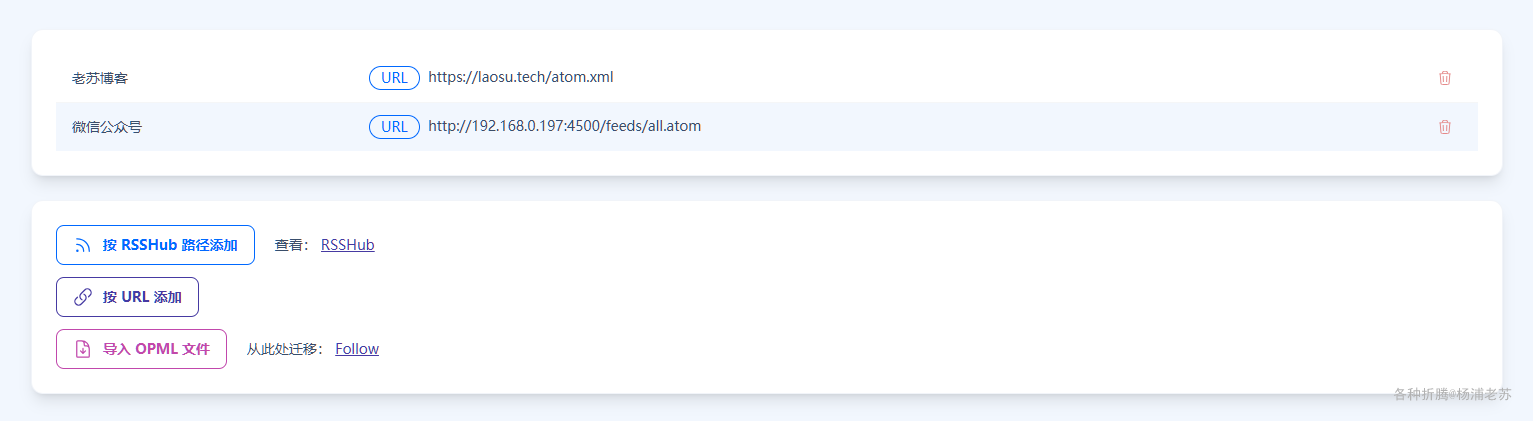 老苏博客 URL https://laosu.tech/atom.xml
微信公众号 URL http://192.168.0.197:4500/feeds/all.atom
按 RSSHub 路径添加 查看： RSSHub
按 URL 添加
导入 OPML 文件 从此处迁移： Follow
各种折腾@杨浦老苏